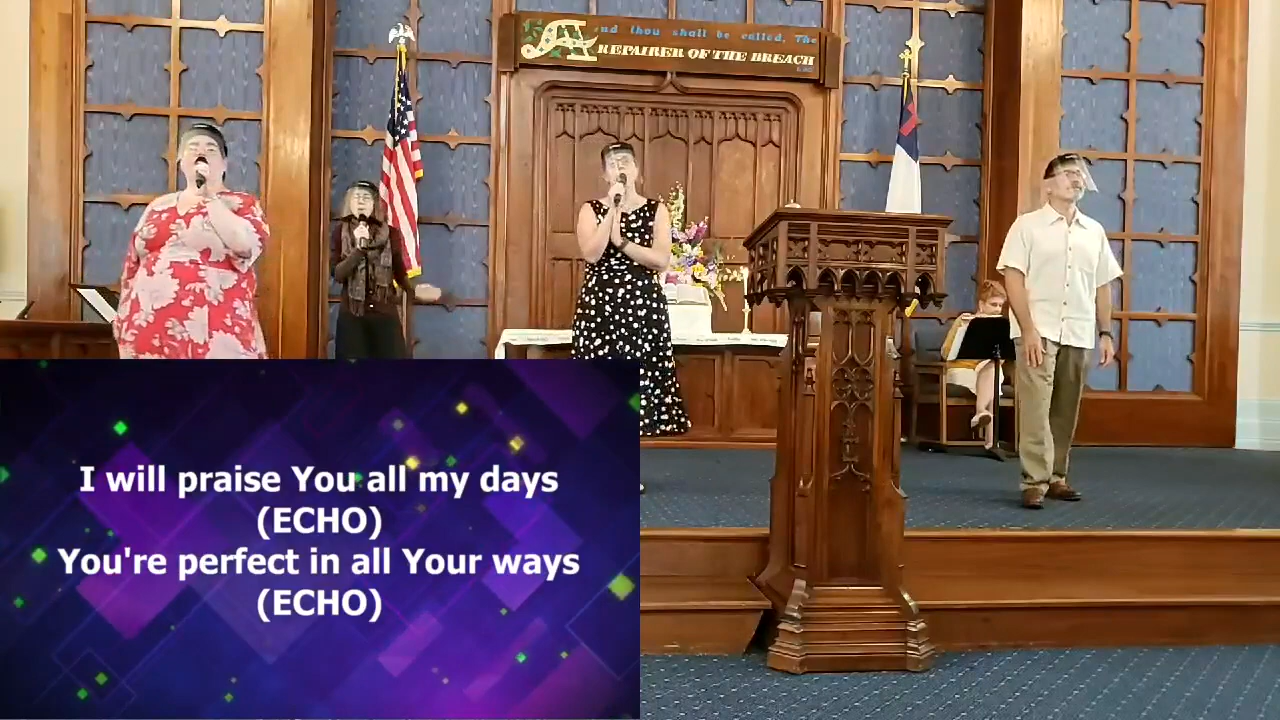 And thou shall be called, The
REPAIRER OF THE BREACH
I will praise You all my days
(ECHO)
You're perfect in all Your ways
(ECHO)